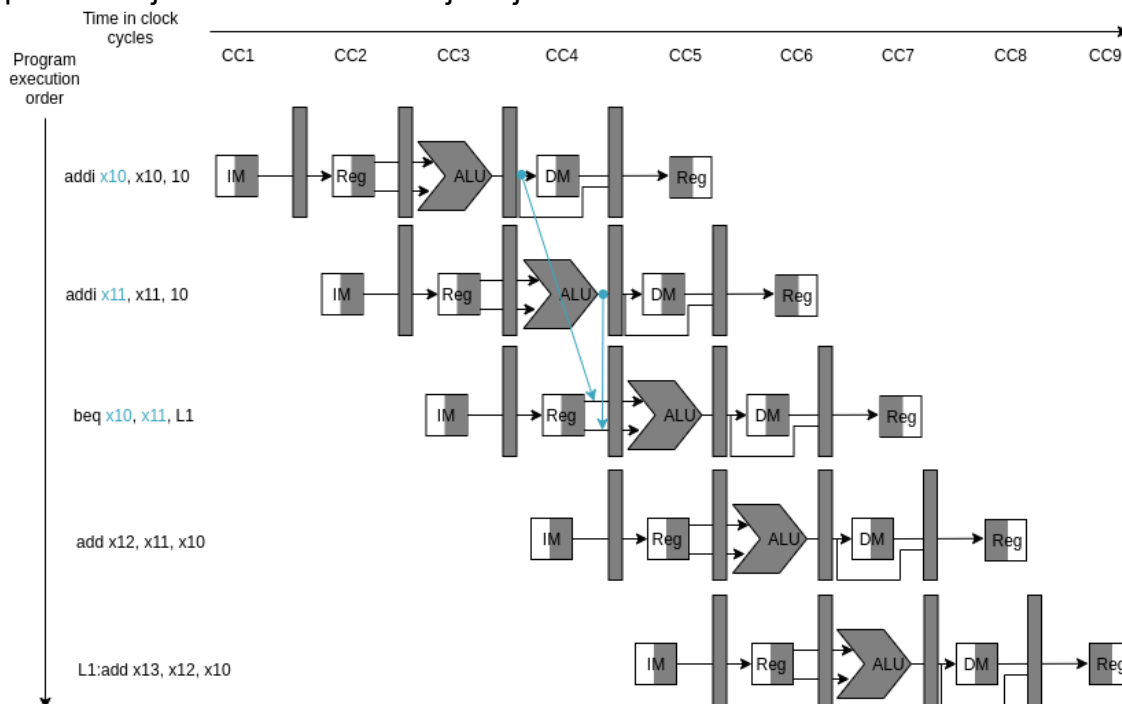 Time in clock
cycles
CC1 CC2 CC3 CC4 CC5 CC6 CC7 CC8 CC9
Program
execution
order
addi x10, x10, 10 IM Reg ALU DM Reg
addi x11, x11, 10 IM Reg ALU DM Reg
beq x10, x11, L1 IM Reg ALU DM Reg
add x12, x11, x10 IM Reg ALU DM Reg
L1:add x13, x12, x10 IM Reg ALU DM Reg